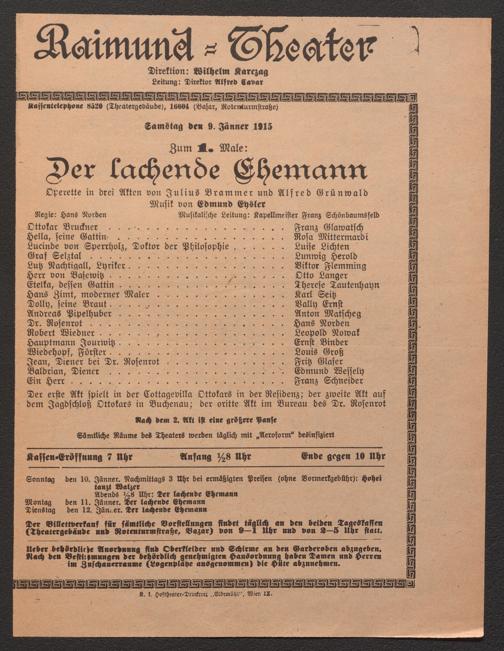 Raimund-Theater
Direktion: Wilhelm Karczag
Leitung: Direktor Alfred Cavar
Kassentelephone 8520 (Theatergebäude), 16604 (Bazar, Rotenturmstraße)
Samstag den 9. Jänner 1915
Zum 1. Male:
Der lachende Ehemann
Operette in drei Akten von Julius Brammer und Alfred Grünwald
Musik von Edmund Eysler
Regie: Hans Norden Musikalische Leitung: Kapellmeister Franz Schönbaumsfeld
Ottokar Bruckner Franz Glawatsch
Hella, seine Gattin Rosa Mittermardi
Lucinde von Sperrholz, Doktor der Philosophie Luise Lichten
Graf Selztal Ludwig Herold
Lutz Nachtigall, Lyriker Viktor Flemming
Herr von Basewitz Otto Langer
Etelka, dessen Gattin Therese Tautenhayn
Hans Zimt, moderner Maler Karl Seitz
Dolly, seine Braut Vally Ernst
Andreas Pipelhuber Anton Matscheg
Dr. Rosenrot Hans Norden
Robert Wiedner Leopold Nowak
Hauptmann Jourwitz Ernst Binder
Wiedehopf, Förster Louis Groß
Jean, Diener bei Dr. Rosenrot Fritz Glaser
Baldrian, Diener Edmund Wessely
Ein Herr Franz Schneider
Der erste Akt spielt in der Cottagevilla Ottokars in der Residenz; der zweite Akt auf
dem Jagdschloß Ottokars in Buchenau; der dritte Akt im Bureau des Dr. Rosenrot
Nach dem 2. Akt ist eine größere Pause
Sämtliche Räume des Theaters werden täglich mit „Aeroform“ desinfiziert
Kassen-Eröffnung 7 Uhr Anfang ½8 Uhr Ende gegen 10 Uhr
Sonntag den 10. Jänner. Nachmittags 3 Uhr bei ermäßigten Preisen (ohne Vormerkgebühr): Hoheit
tanzt Walzer
Abends ½8 Uhr: Der lachende Ehemann
Montag den 11. Jänner. Der lachende Ehemann
Dienstag den 12. Jänner. Der lachende Ehemann
Der Billettverkauf für sämtliche Vorstellungen findet täglich an den beiden Tageskassen
(Theatergebäude und Rotenturmstraße, Bazar) von 9—1 Uhr und von 2—5 Uhr statt.
Ueber behördliche Anordnung sind Oberkleider und Schirme an den Garderoben abzugeben.
Nach den Bestimmungen der behördlich genehmigten Hausordnung haben Damen und Herren
im Zuschauerraume (Logenplätze ausgenommen) die Hüte abzunehmen.
K. k. Hoftheater-Druckerei „Elbemühl“, Wien IX.